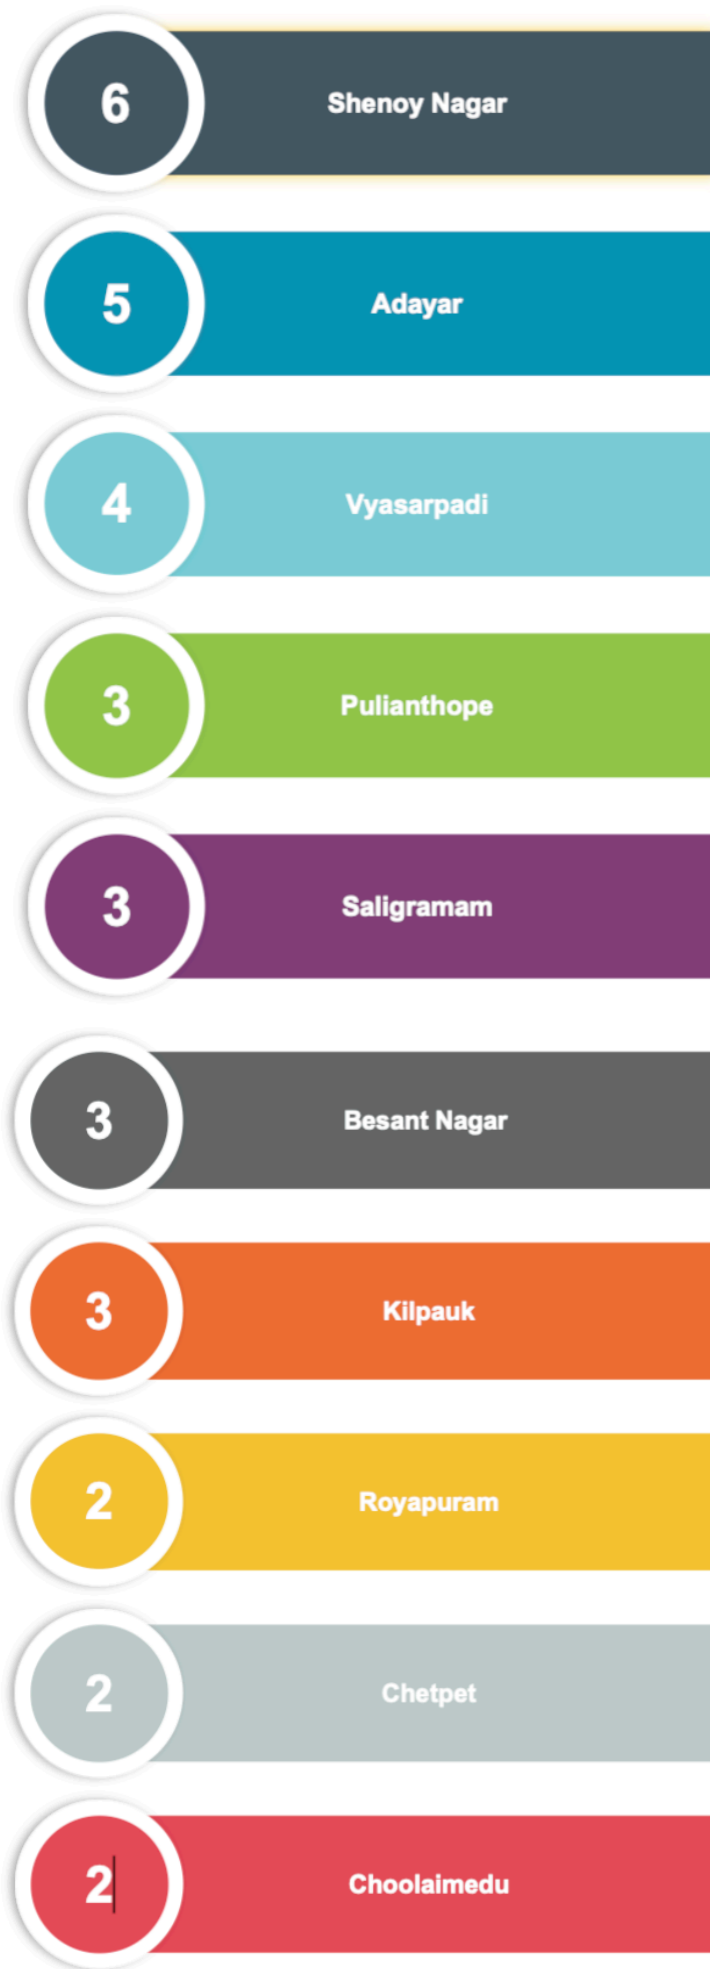 6 Shenoy Nagar
5 Adayar
4 Vyasarpadi
3 Pulianthope
3 Saligramam
3 Besant Nagar
3 Kilpauk
2 Royapuram
2 Chetpet
2 Choolaimedu